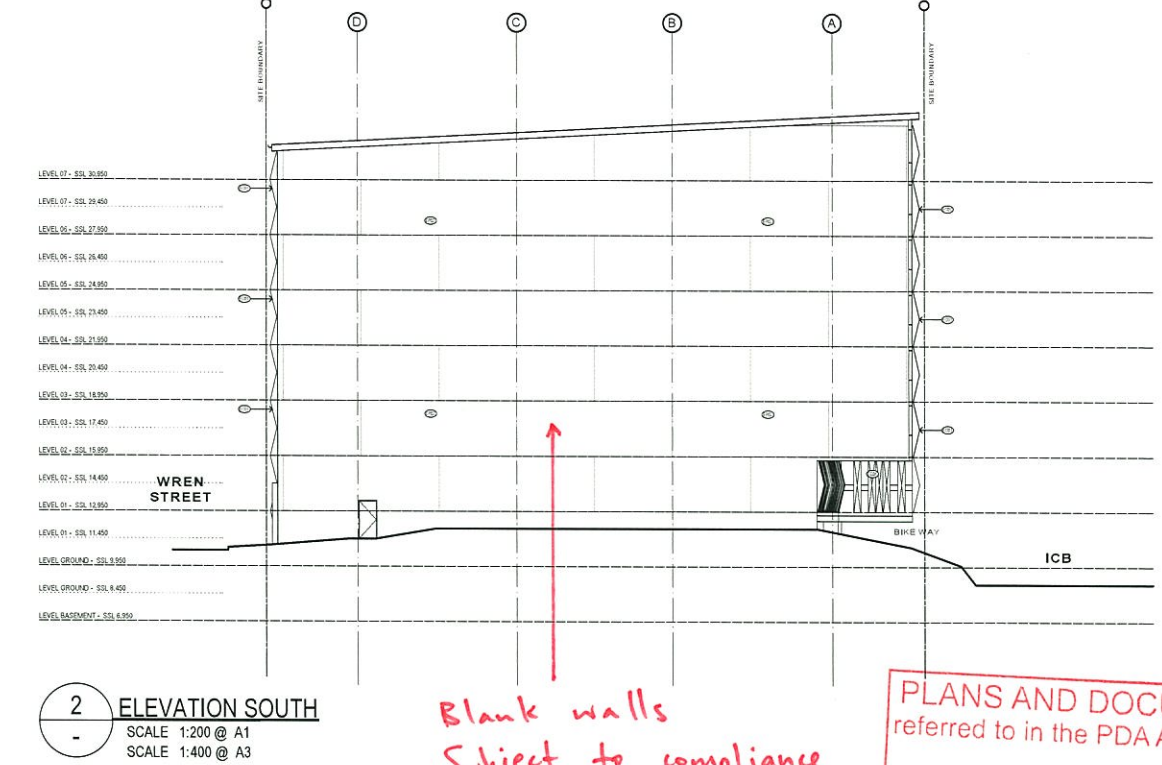 SITE BOUNDARY
D
C
B
A
SITE BOUNDARY
LEVEL 07 - SSL 30,950
LEVEL 07 - SSL 29,450
LEVEL 06 - SSL 27,950
LEVEL 06 - SSL 26,450
LEVEL 05 - SSL 24,950
LEVEL 05 - SSL 23,450
LEVEL 04 - SSL 21,950
LEVEL 04 - SSL 20,450
LEVEL 03 - SSL 18,950
LEVEL 03 - SSL 17,450
LEVEL 02 - SSL 15,950
LEVEL 02 - SSL 14,450
LEVEL 01 - SSL 12,950
LEVEL 01 - SSL 11,450
LEVEL GROUND - SSL 9,950
LEVEL GROUND - SSL 8,450
LEVEL BASEMENT - SSL 6,950
WREN
STREET
BIKE WAY
ICB
2
-
ELEVATION SOUTH
SCALE 1:200 @ A1
SCALE 1:400 @ A3
Blank walls
Subject to compliance
PLANS AND DOCU
referred to in the PDA A